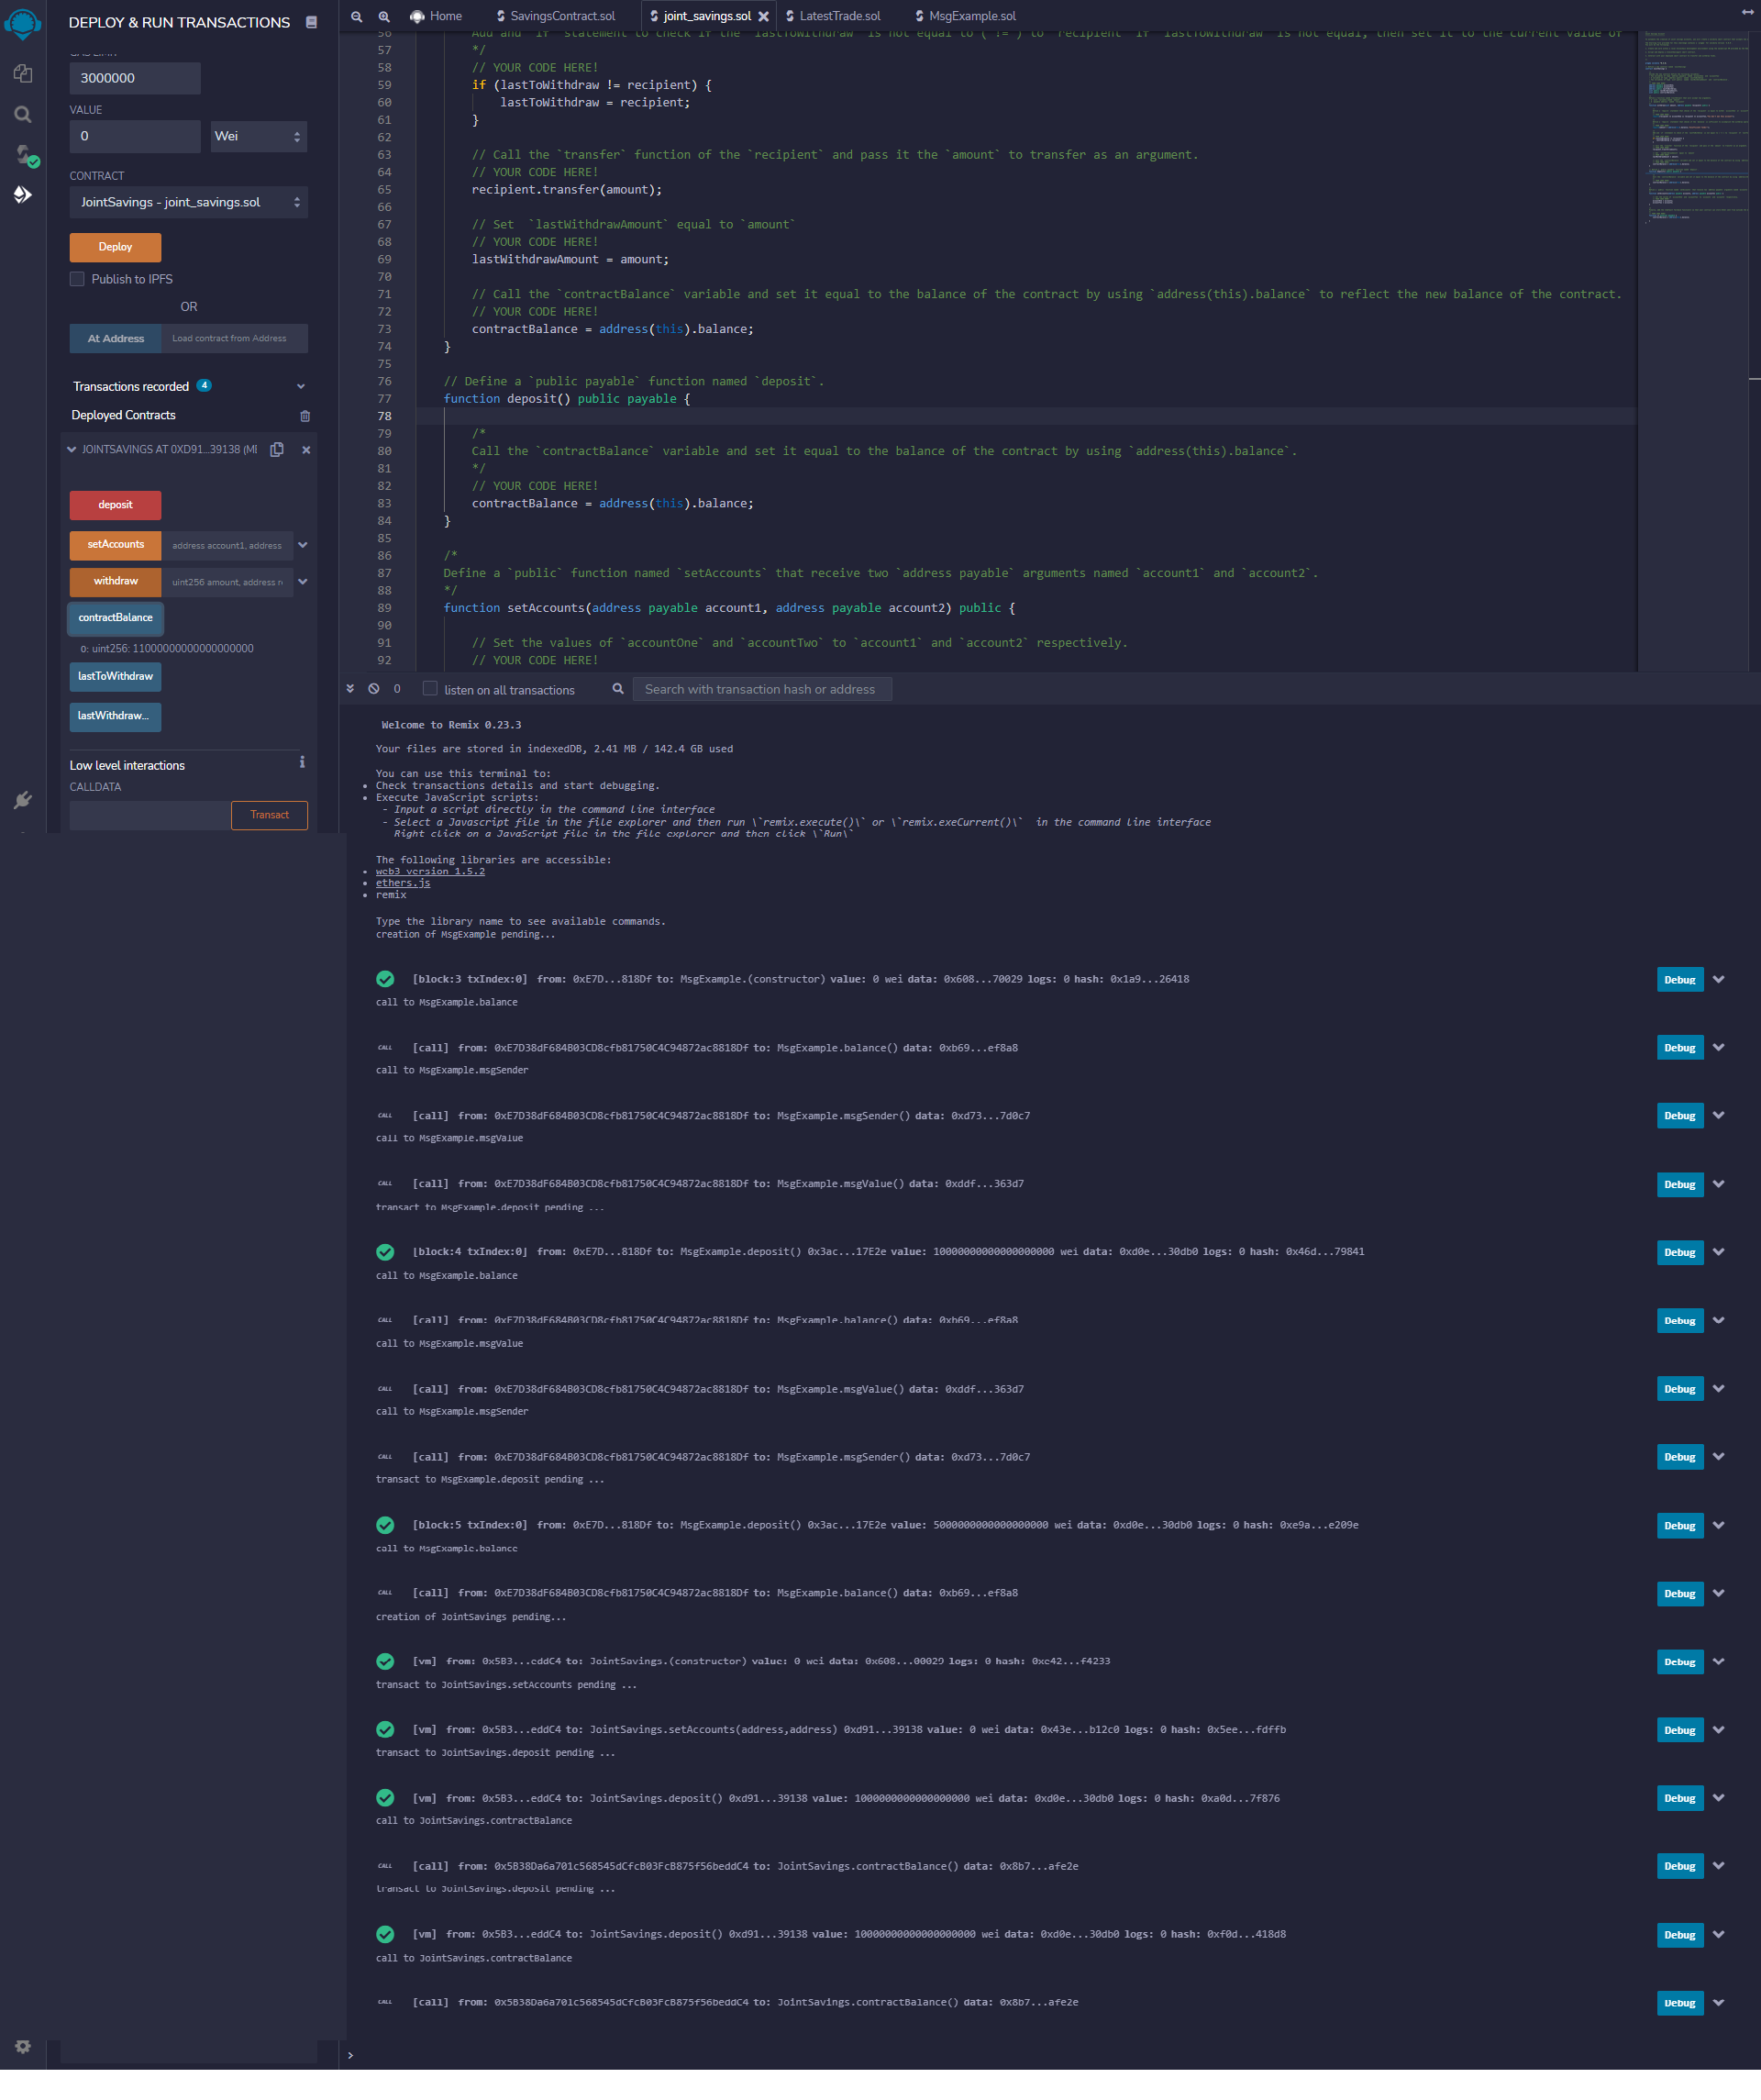 DEPLOY & RUN TRANSACTIONS
3000000
VALUE
0
Wei
CONTRACT
JointSavings - joint_savings.sol
Deploy
Publish to IPFS
OR
At Address
Load contract from Address
Transactions recorded 4
Deployed Contracts
JOINTSAVINGS AT 0XD91...39138 (ME
deposit
setAccounts
address account1, address
withdraw
uint256 amount, address r
contractBalance
0: uint256: 11000000000000000000
lastToWithdraw
lastWithdraw...
Low level interactions
CALLDATA
Transact
Home
SavingsContract.sol
joint_savings.sol
LatestTrade.sol
MsgExample.sol
56 Add and `if` statement to check if the `lastToWithdraw` is not equal to (`!=`) to `recipient` If `lastToWithdraw` is not equal, then set it to the current value of
57 */
58 // YOUR CODE HERE!
59 if (lastToWithdraw != recipient) {
60 lastToWithdraw = recipient;
61 }
62
63 // Call the `transfer` function of the `recipient` and pass it the `amount` to transfer as an argument.
64 // YOUR CODE HERE!
65 recipient.transfer(amount);
66
67 // Set  `lastWithdrawAmount` equal to `amount`
68 // YOUR CODE HERE!
69 lastWithdrawAmount = amount;
70
71 // Call the `contractBalance` variable and set it equal to the balance of the contract by using `address(this).balance` to reflect the new balance of the contract.
72 // YOUR CODE HERE!
73 contractBalance = address(this).balance;
74 }
75
76 // Define a `public payable` function named `deposit`.
77 function deposit() public payable {
78
79 /*
80 Call the `contractBalance` variable and set it equal to the balance of the contract by using `address(this).balance`.
81 */
82 // YOUR CODE HERE!
83 contractBalance = address(this).balance;
84 }
85
86 /*
87 Define a `public` function named `setAccounts` that receive two `address payable` arguments named `account1` and `account2`.
88 */
89 function setAccounts(address payable account1, address payable account2) public {
90
91 // Set the values of `accountOne` and `accountTwo` to `account1` and `account2` respectively.
92 // YOUR CODE HERE!
0
listen on all transactions
Search with transaction hash or address
Welcome to Remix 0.23.3
Your files are stored in indexedDB, 2.41 MB / 142.4 GB used
You can use this terminal to:
• Check transactions details and start debugging.
• Execute JavaScript scripts:
- Input a script directly in the command line interface
- Select a Javascript file in the file explorer and then run \`remix.execute()\` or \`remix.exeCurrent()\`  in the command line interface
Right click on a JavaScript file in the file explorer and then click \`Run\`
The following libraries are accessible:
• web3 version 1.5.2
• ethers.js
• remix
Type the library name to see available commands.
creation of MsgExample pending...
[block:3 txIndex:0] from: 0xE7D...818Df to: MsgExample.(constructor) value: 0 wei data: 0x608...70029 logs: 0 hash: 0x1a9...26418 Debug
call to MsgExample.balance
CALL [call] from: 0xE7D38dF684B03CD8cfb81750C4C94872ac8818Df to: MsgExample.balance() data: 0xb69...ef8a8 Debug
call to MsgExample.msgSender
CALL [call] from: 0xE7D38dF684B03CD8cfb81750C4C94872ac8818Df to: MsgExample.msgSender() data: 0xd73...7d0c7 Debug
call to MsgExample.msgValue
CALL [call] from: 0xE7D38dF684B03CD8cfb81750C4C94872ac8818Df to: MsgExample.msgValue() data: 0xddf...363d7 Debug
transact to MsgExample.deposit pending ...
[block:4 txIndex:0] from: 0xE7D...818Df to: MsgExample.deposit() 0x3ac...17E2e value: 10000000000000000000 wei data: 0xd0e...30db0 logs: 0 hash: 0x46d...79841 Debug
call to MsgExample.balance
CALL [call] from: 0xE7D38dF684B03CD8cfb81750C4C94872ac8818Df to: MsgExample.balance() data: 0xb69...ef8a8 Debug
call to MsgExample.msgValue
CALL [call] from: 0xE7D38dF684B03CD8cfb81750C4C94872ac8818Df to: MsgExample.msgValue() data: 0xddf...363d7 Debug
call to MsgExample.msgSender
CALL [call] from: 0xE7D38dF684B03CD8cfb81750C4C94872ac8818Df to: MsgExample.msgSender() data: 0xd73...7d0c7 Debug
transact to MsgExample.deposit pending ...
[block:5 txIndex:0] from: 0xE7D...818Df to: MsgExample.deposit() 0x3ac...17E2e value: 5000000000000000000 wei data: 0xd0e...30db0 logs: 0 hash: 0xe9a...e209e Debug
call to MsgExample.balance
CALL [call] from: 0xE7D38dF684B03CD8cfb81750C4C94872ac8818Df to: MsgExample.balance() data: 0xb69...ef8a8 Debug
creation of JointSavings pending...
[vm] from: 0x5B3...eddC4 to: JointSavings.(constructor) value: 0 wei data: 0x608...00029 logs: 0 hash: 0xe42...f4233 Debug
transact to JointSavings.setAccounts pending ...
[vm] from: 0x5B3...eddC4 to: JointSavings.setAccounts(address,address) 0xd91...39138 value: 0 wei data: 0x43e...b12c0 logs: 0 hash: 0x5ee...fdffb Debug
transact to JointSavings.deposit pending ...
[vm] from: 0x5B3...eddC4 to: JointSavings.deposit() 0xd91...39138 value: 1000000000000000000 wei data: 0xd0e...30db0 logs: 0 hash: 0xa0d...7f876 Debug
call to JointSavings.contractBalance
CALL [call] from: 0x5B38Da6a701c568545dCfcB03FcB875f56beddC4 to: JointSavings.contractBalance() data: 0x8b7...afe2e Debug
transact to JointSavings.deposit pending ...
[vm] from: 0x5B3...eddC4 to: JointSavings.deposit() 0xd91...39138 value: 10000000000000000000 wei data: 0xd0e...30db0 logs: 0 hash: 0xf0d...418d8 Debug
call to JointSavings.contractBalance
CALL [call] from: 0x5B38Da6a701c568545dCfcB03FcB875f56beddC4 to: JointSavings.contractBalance() data: 0x8b7...afe2e Debug
>